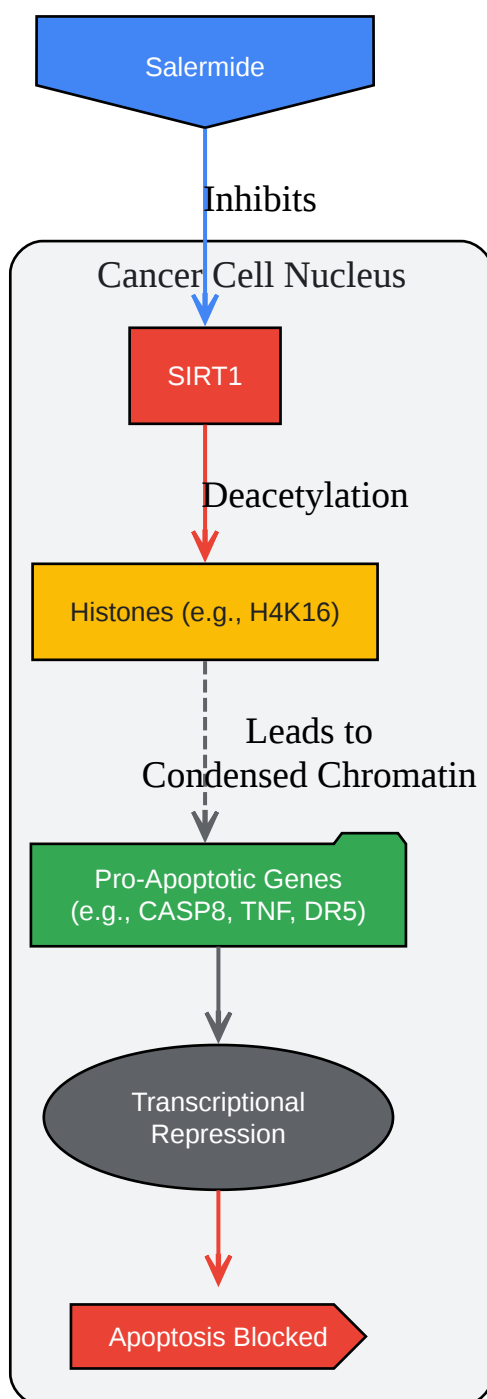 Salermide
Inhibits
Cancer Cell Nucleus
SIRT1
Deacetylation
Histones (e.g., H4K16)
Leads to
Condensed Chromatin
Pro-Apoptotic Genes
(e.g., CASP8, TNF, DR5)
Transcriptional
Repression
Apoptosis Blocked